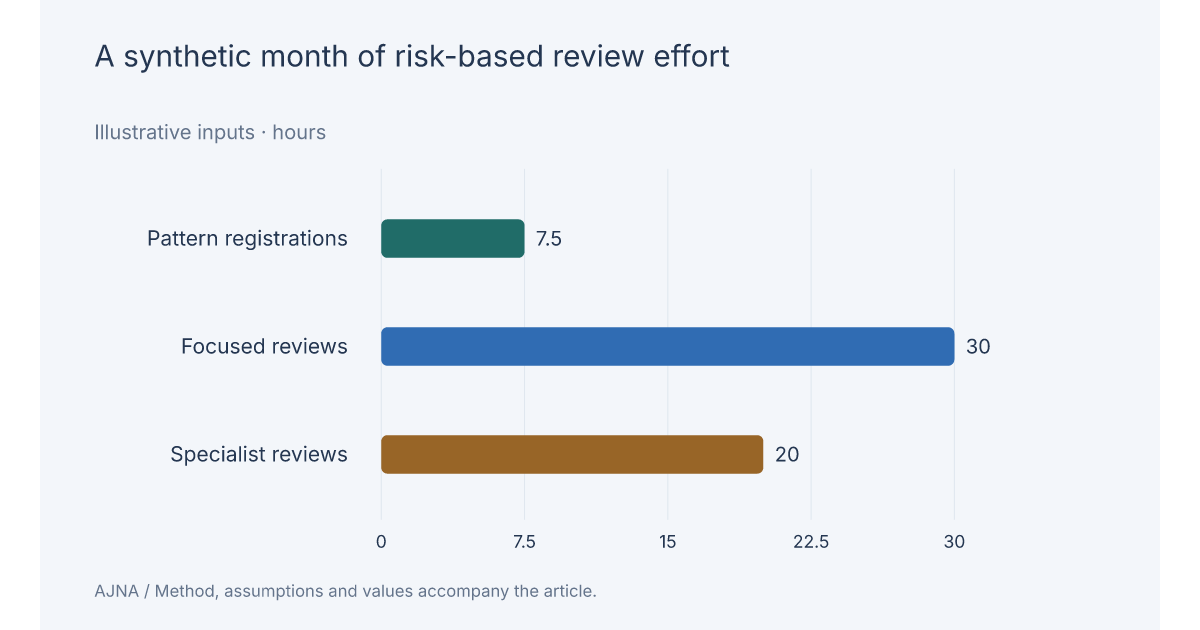 A synthetic month of risk-based review effort
Illustrative inputs · hours
Pattern registrations 7.5
Focused reviews 30
Specialist reviews 20
0 7.5 15 22.5 30
AJNA / Method, assumptions and values accompany the article.